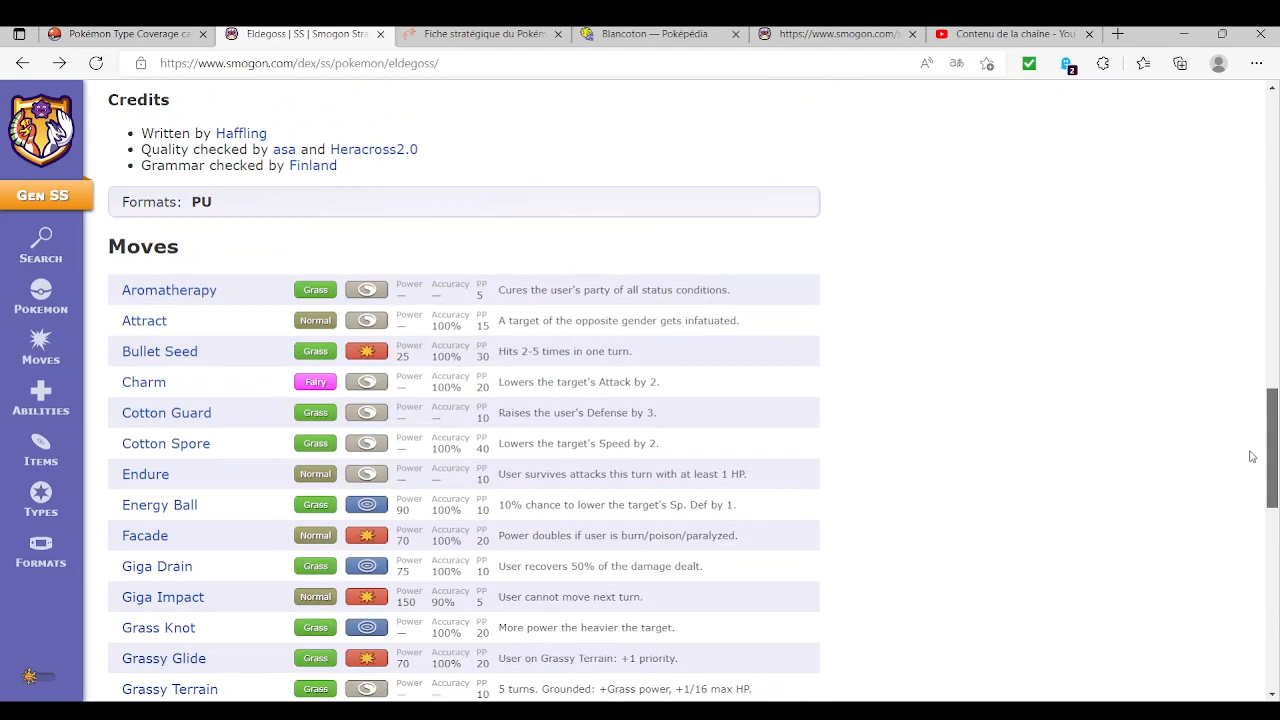 Pokémon Type Coverage ca
Eldegoss | SS | Smogon Stra
Fiche stratégique du Pokém
Blancoton — Poképédia
https://www.smogon.com/s
Contenu de la chaîne - You
https://www.smogon.com/dex/ss/pokemon/eldegoss/
2
Gen SS
Search
Pokemon
Moves
Abilities
Items
Types
Formats
Credits
• Written by Haffling
• Quality checked by asa and Heracross2.0
• Grammar checked by Finland
Formats: PU
Moves
Aromatherapy Grass Power — Accuracy — PP 5 Cures the user's party of all status conditions.
Attract Normal Power — Accuracy 100% PP 15 A target of the opposite gender gets infatuated.
Bullet Seed Grass Power 25 Accuracy 100% PP 30 Hits 2-5 times in one turn.
Charm Fairy Power — Accuracy 100% PP 20 Lowers the target's Attack by 2.
Cotton Guard Grass Power — Accuracy — PP 10 Raises the user's Defense by 3.
Cotton Spore Grass Power — Accuracy 100% PP 40 Lowers the target's Speed by 2.
Endure Normal Power — Accuracy — PP 10 User survives attacks this turn with at least 1 HP.
Energy Ball Grass Power 90 Accuracy 100% PP 10 10% chance to lower the target's Sp. Def by 1.
Facade Normal Power 70 Accuracy 100% PP 20 Power doubles if user is burn/poison/paralyzed.
Giga Drain Grass Power 75 Accuracy 100% PP 10 User recovers 50% of the damage dealt.
Giga Impact Normal Power 150 Accuracy 90% PP 5 User cannot move next turn.
Grass Knot Grass Power — Accuracy 100% PP 20 More power the heavier the target.
Grassy Glide Grass Power 70 Accuracy 100% PP 20 User on Grassy Terrain: +1 priority.
Grassy Terrain Grass Power — Accuracy — PP 10 5 turns. Grounded: +Grass power, +1/16 max HP.